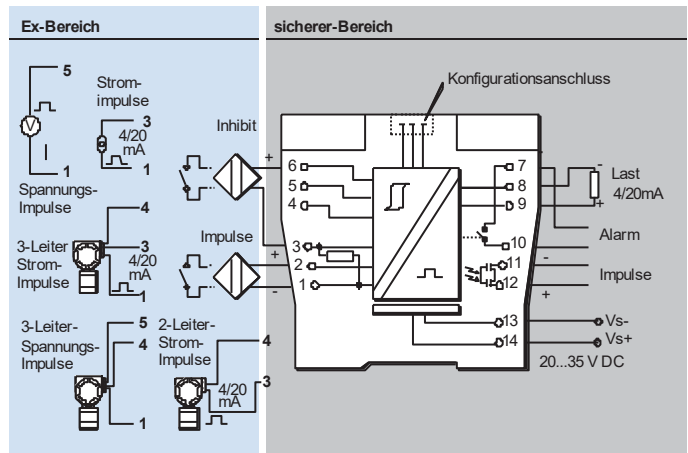 Ex-Bereich
sicherer-Bereich
5
V
1
Spannungs-
Impulse
Strom-
impulse
3
4/20
mA
1
Inhibit
+
Konfigurationsanschluss
6
5
4
3
2
1
7
8
9
10
11
12
13
14
-
Last
4/20mA
+
Alarm
-
Impulse
+
Vs-
Vs+
20...35 V DC
4
3-Leiter
Strom-
Impulse
3
4/20
mA
1
Impulse
+
-
3-Leiter-
Spannungs-
Impulse
5
4
1
2-Leiter-
Strom-
Impulse
4
4/20
mA
3